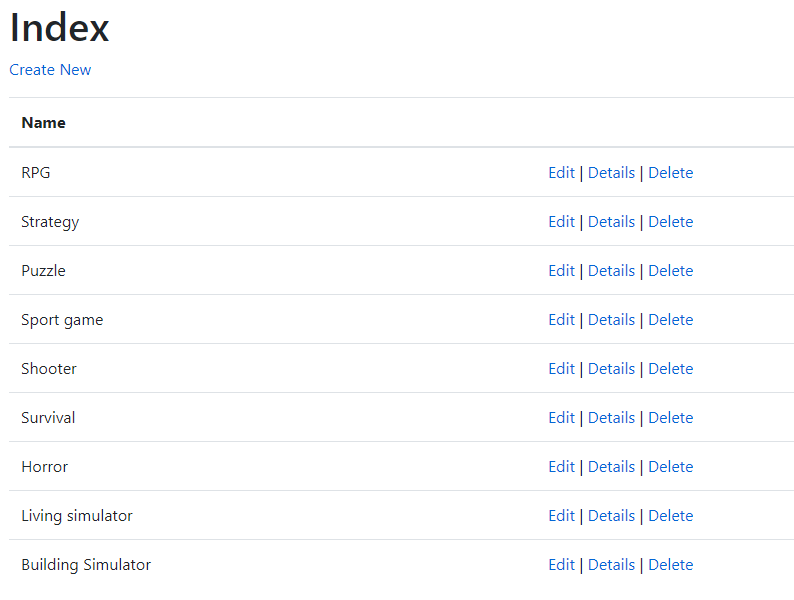 Index
Create New
Name
RPG Edit | Details | Delete
Strategy Edit | Details | Delete
Puzzle Edit | Details | Delete
Sport game Edit | Details | Delete
Shooter Edit | Details | Delete
Survival Edit | Details | Delete
Horror Edit | Details | Delete
Living simulator Edit | Details | Delete
Building Simulator Edit | Details | Delete